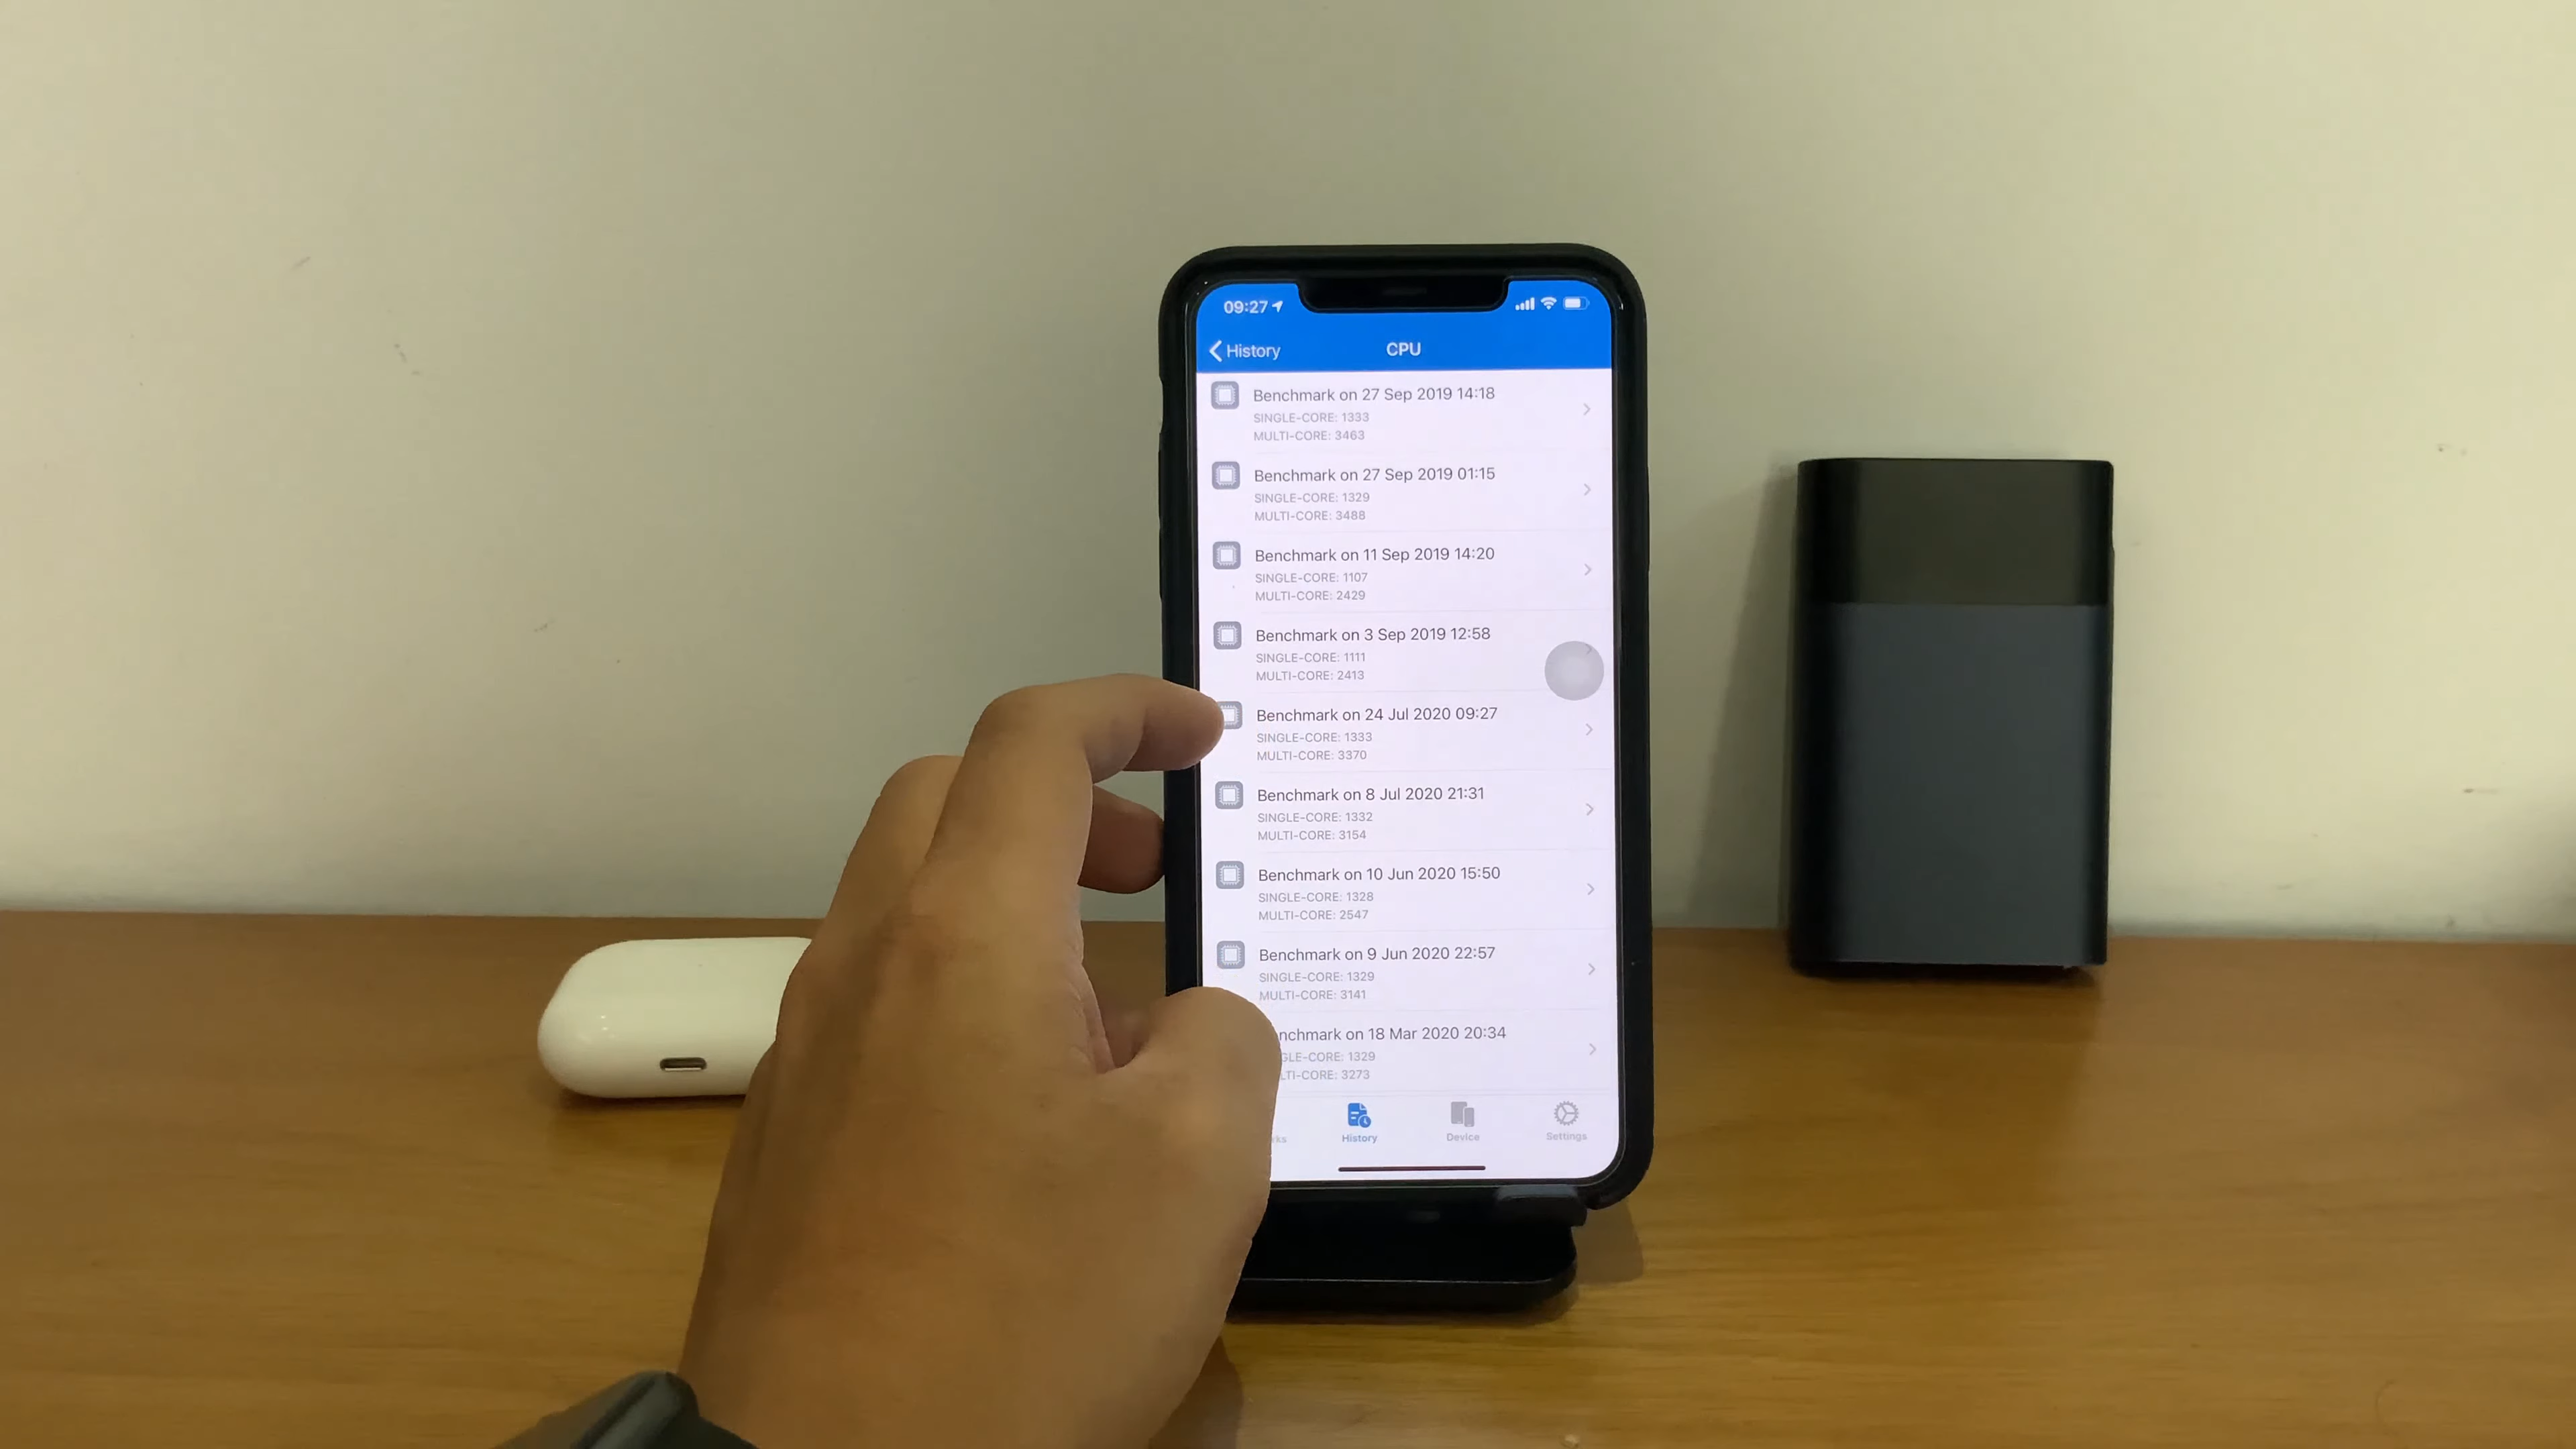 09:27
History
CPU
Benchmark on 27 Sep 2019 14:18
SINGLE-CORE: 1333
MULTI-CORE: 3463
Benchmark on 27 Sep 2019 01:15
SINGLE-CORE: 1329
MULTI-CORE: 3488
Benchmark on 11 Sep 2019 14:20
SINGLE-CORE: 1107
MULTI-CORE: 2429
Benchmark on 3 Sep 2019 12:58
SINGLE-CORE: 1111
MULTI-CORE: 2413
Benchmark on 24 Jul 2020 09:27
SINGLE-CORE: 1333
MULTI-CORE: 3370
Benchmark on 8 Jul 2020 21:31
SINGLE-CORE: 1332
MULTI-CORE: 3154
Benchmark on 10 Jun 2020 15:50
SINGLE-CORE: 1328
MULTI-CORE: 2547
Benchmark on 9 Jun 2020 22:57
SINGLE-CORE: 1329
MULTI-CORE: 3141
nchmark on 18 Mar 2020 20:34
GLE-CORE: 1329
LTI-CORE: 3273
rks
History
Device
Settings